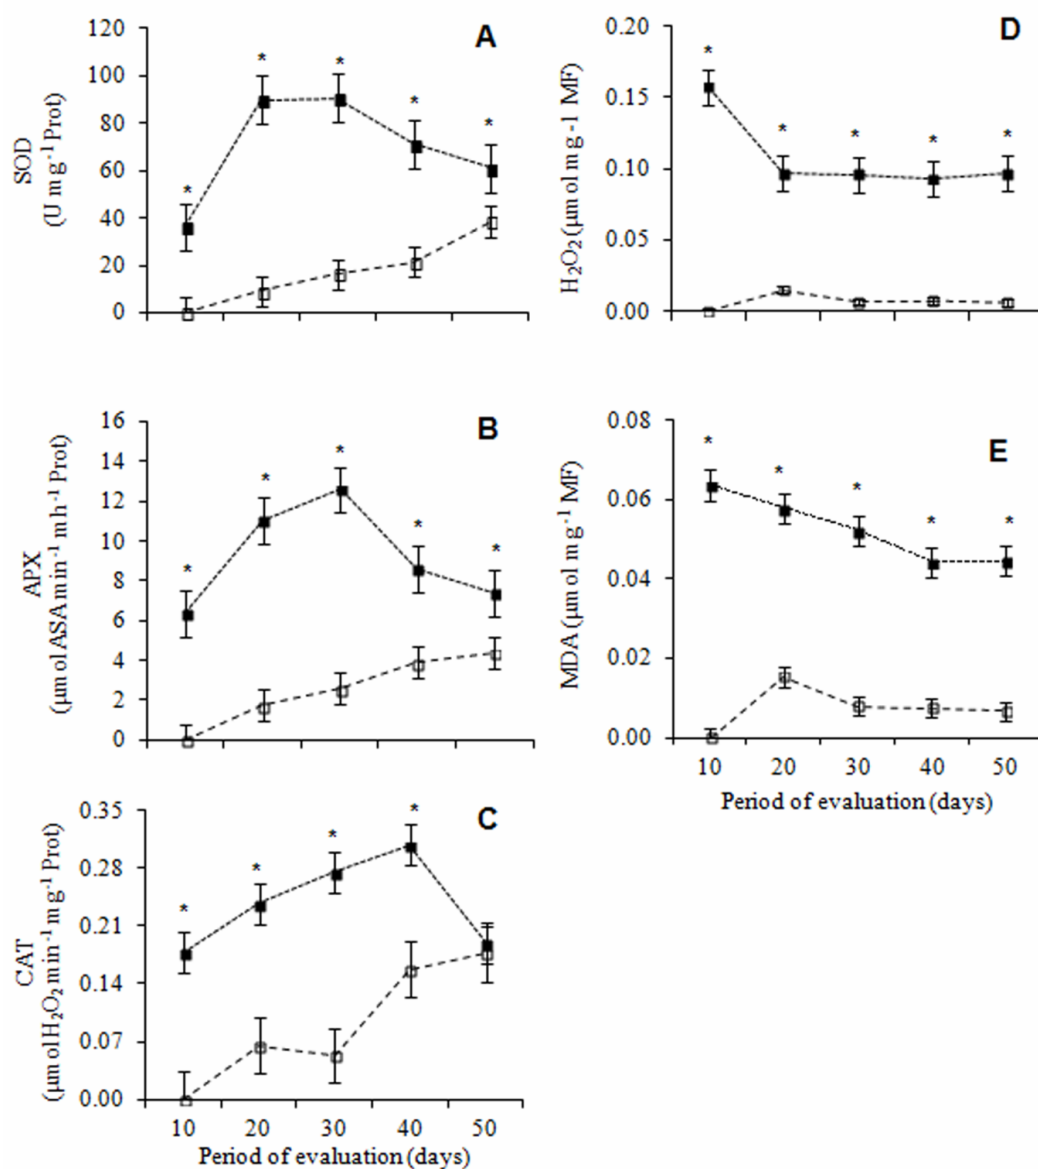 A
SOD
(U mg⁻¹ Prot)
120
100
80
60
40
20
0
* * * * *
B
APX
(μmol ASA min⁻¹ mh⁻¹ Prot)
16
14
12
10
8
6
4
2
0
* * * * *
C
CAT
(μmol H₂O₂ min⁻¹ mg⁻¹ Prot)
0.35
0.28
0.21
0.14
0.07
0.00
* * * *
10 20 30 40 50
Period of evaluation (days)
D
H₂O₂ (μmol mg-1 MF)
0.20
0.15
0.10
0.05
0.00
* * * * *
E
MDA (μmol mg⁻¹ MF)
0.08
0.06
0.04
0.02
0.00
* * * * *
10 20 30 40 50
Period of evaluation (days)